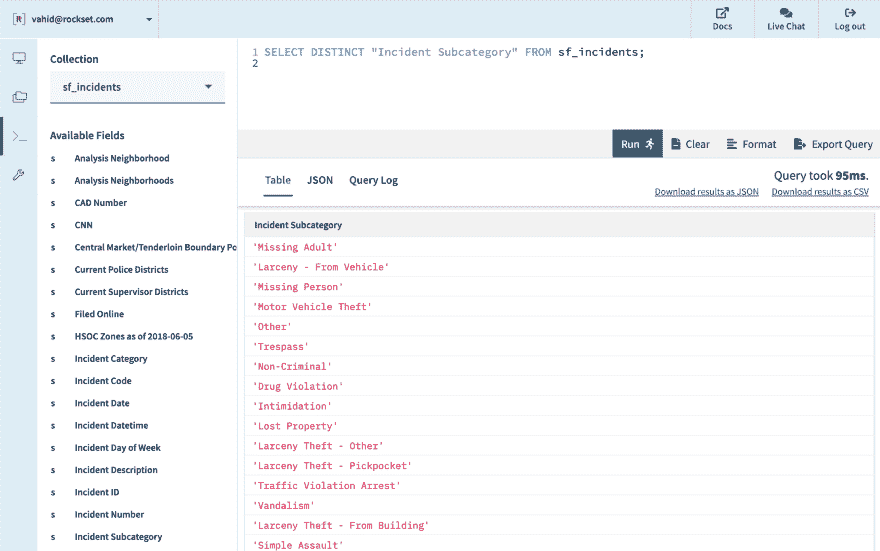 [R] vahid@rockset.com
Docs
Live Chat
Log out
Collection
sf_incidents
Available Fields
s Analysis Neighborhood
s Analysis Neighborhoods
s CAD Number
s CNN
s Central Market/Tenderloin Boundary Po
s Current Police Districts
s Current Supervisor Districts
s Filed Online
s HSOC Zones as of 2018-06-05
s Incident Category
s Incident Code
s Incident Date
s Incident Datetime
s Incident Day of Week
s Incident Description
s Incident ID
s Incident Number
s Incident Subcategory
1 SELECT DISTINCT "Incident Subcategory" FROM sf_incidents;
2
Run
Clear
Format
Export Query
Table
JSON
Query Log
Query took 95ms.
Download results as JSON
Download results as CSV
Incident Subcategory
'Missing Adult'
'Larceny - From Vehicle'
'Missing Person'
'Motor Vehicle Theft'
'Other'
'Trespass'
'Non-Criminal'
'Drug Violation'
'Intimidation'
'Lost Property'
'Larceny Theft - Other'
'Larceny Theft - Pickpocket'
'Traffic Violation Arrest'
'Vandalism'
'Larceny Theft - From Building'
'Simple Assault'